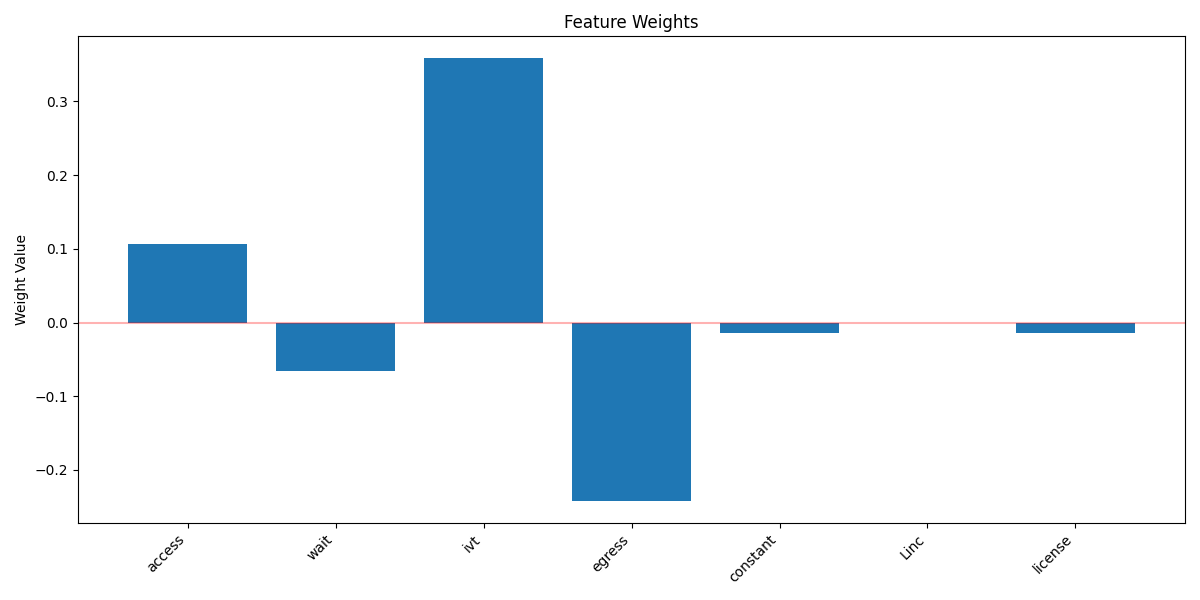 Feature Weights
Weight Value
0.3
0.2
0.1
0.0
−0.1
−0.2
access
wait
ivt
egress
constant
Linc
license